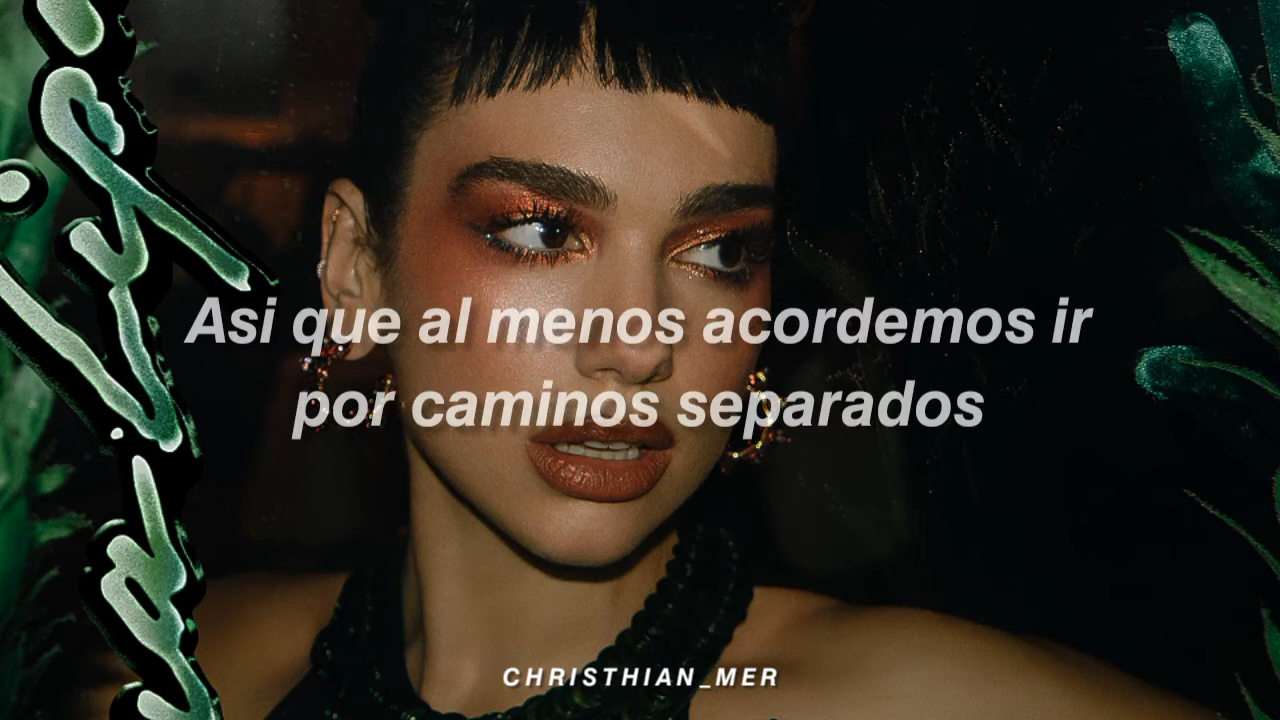 Asi que al menos acordemos ir
por caminos separados
CHRISTHIAN_MER